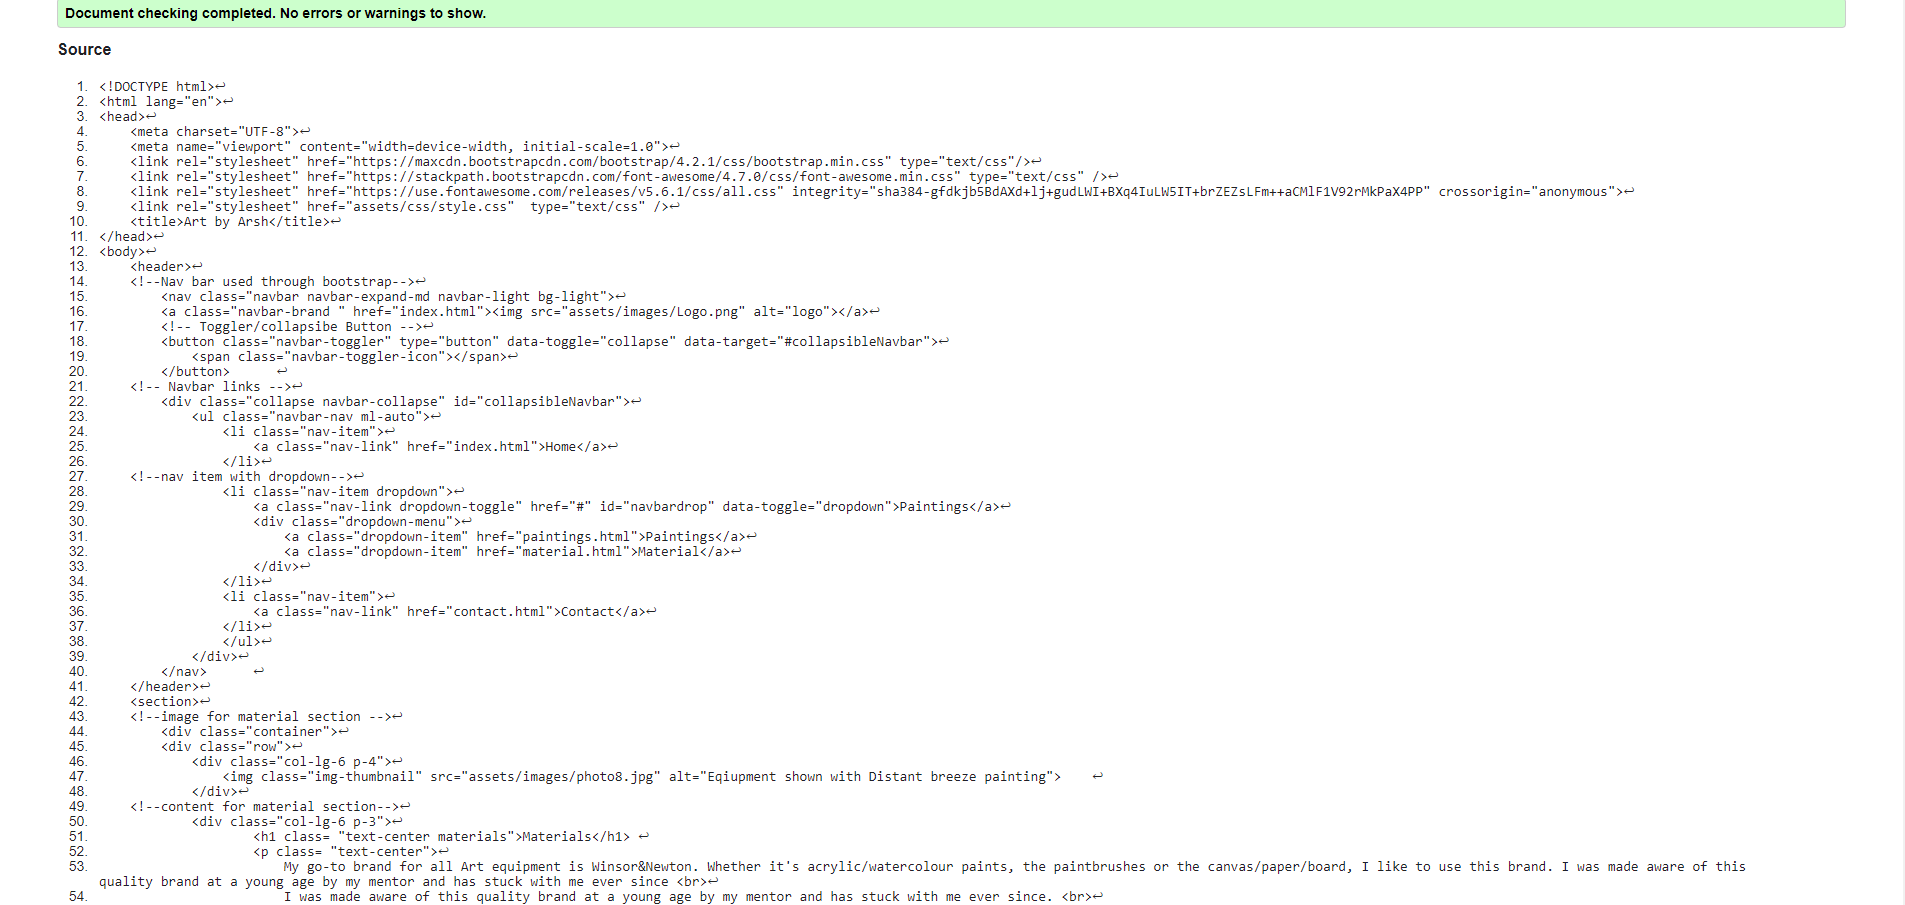 Document checking completed. No errors or warnings to show.
Source
1. <!DOCTYPE html>↩
2. <html lang="en">↩
3. <head>↩
4.     <meta charset="UTF-8">↩
5.     <meta name="viewport" content="width=device-width, initial-scale=1.0">↩
6.     <link rel="stylesheet" href="https://maxcdn.bootstrapcdn.com/bootstrap/4.2.1/css/bootstrap.min.css" type="text/css"/>↩
7.     <link rel="stylesheet" href="https://stackpath.bootstrapcdn.com/font-awesome/4.7.0/css/font-awesome.min.css" type="text/css" />↩
8.     <link rel="stylesheet" href="https://use.fontawesome.com/releases/v5.6.1/css/all.css" integrity="sha384-gfdkjb5BdAXd+lj+gudLWI+BXq4IuLW5IT+brZEZsLFm++aCMlF1V92rMkPaX4PP" crossorigin="anonymous">↩
9.     <link rel="stylesheet" href="assets/css/style.css"  type="text/css" />↩
10.     <title>Art by Arsh</title>↩
11. </head>↩
12. <body>↩
13.     <header>↩
14.     <!--Nav bar used through bootstrap-->↩
15.         <nav class="navbar navbar-expand-md navbar-light bg-light">↩
16.         <a class="navbar-brand " href="index.html"><img src="assets/images/Logo.png" alt="logo"></a>↩
17.         <!-- Toggler/collapsibe Button -->↩
18.         <button class="navbar-toggler" type="button" data-toggle="collapse" data-target="#collapsibleNavbar">↩
19.             <span class="navbar-toggler-icon"></span>↩
20.         </button>      ↩
21.     <!-- Navbar links -->↩
22.         <div class="collapse navbar-collapse" id="collapsibleNavbar">↩
23.             <ul class="navbar-nav ml-auto">↩
24.                 <li class="nav-item">↩
25.                     <a class="nav-link" href="index.html">Home</a>↩
26.                 </li>↩
27.     <!--nav item with dropdown-->↩
28.                 <li class="nav-item dropdown">↩
29.                     <a class="nav-link dropdown-toggle" href="#" id="navbardrop" data-toggle="dropdown">Paintings</a>↩
30.                     <div class="dropdown-menu">↩
31.                         <a class="dropdown-item" href="paintings.html">Paintings</a>↩
32.                         <a class="dropdown-item" href="material.html">Material</a>↩
33.                     </div>↩
34.                 </li>↩
35.                 <li class="nav-item">↩
36.                     <a class="nav-link" href="contact.html">Contact</a>↩
37.                 </li>↩
38.                 </ul>↩
39.             </div>↩
40.         </nav>      ↩
41.     </header>↩
42.     <section>↩
43.     <!--image for material section -->↩
44.         <div class="container">↩
45.         <div class="row">↩
46.             <div class="col-lg-6 p-4">↩
47.                 <img class="img-thumbnail" src="assets/images/photo8.jpg" alt="Eqiupment shown with Distant breeze painting">    ↩
48.             </div>↩
49.     <!--content for material section-->↩
50.             <div class="col-lg-6 p-3">↩
51.                     <h1 class= "text-center materials">Materials</h1> ↩
52.                     <p class= "text-center">↩
53.                         My go-to brand for all Art equipment is Winsor&Newton. Whether it's acrylic/watercolour paints, the paintbrushes or the canvas/paper/board, I like to use this brand. I was made aware of this
quality brand at a young age by my mentor and has stuck with me ever since <br>↩
54.                         I was made aware of this quality brand at a young age by my mentor and has stuck with me ever since. <br>↩